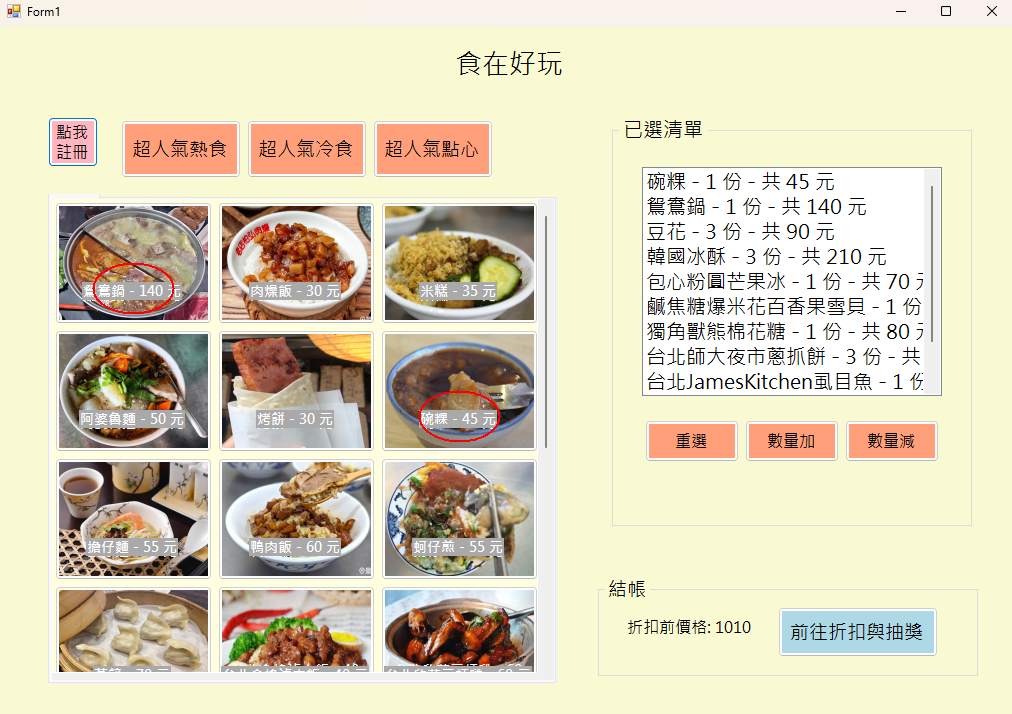 Form1
食在好玩
點我
註冊
超人氣熱食
超人氣冷食
超人氣點心
鴛鴦鍋 - 140 元
肉燥飯 - 30 元
米糕 - 35 元
阿婆魯麵 - 50 元
烤餅 - 30 元
碗粿 - 45 元
擔仔麵 - 55 元
鴨肉飯 - 60 元
蚵仔煎 - 55 元
已選清單
碗粿 - 1 份 - 共 45 元
鴛鴦鍋 - 1 份 - 共 140 元
豆花 - 3 份 - 共 90 元
韓國冰酥 - 3 份 - 共 210 元
包心粉圓芒果冰 - 1 份 - 共 70 元
鹹焦糖爆米花百香果雪貝 - 1 份
獨角獸熊棉花糖 - 1 份 - 共 80 元
台北師大夜市蔥抓餅 - 3 份 - 共
台北JamesKitchen虱目魚 - 1 份
重選
數量加
數量減
結帳
折扣前價格: 1010
前往折扣與抽獎